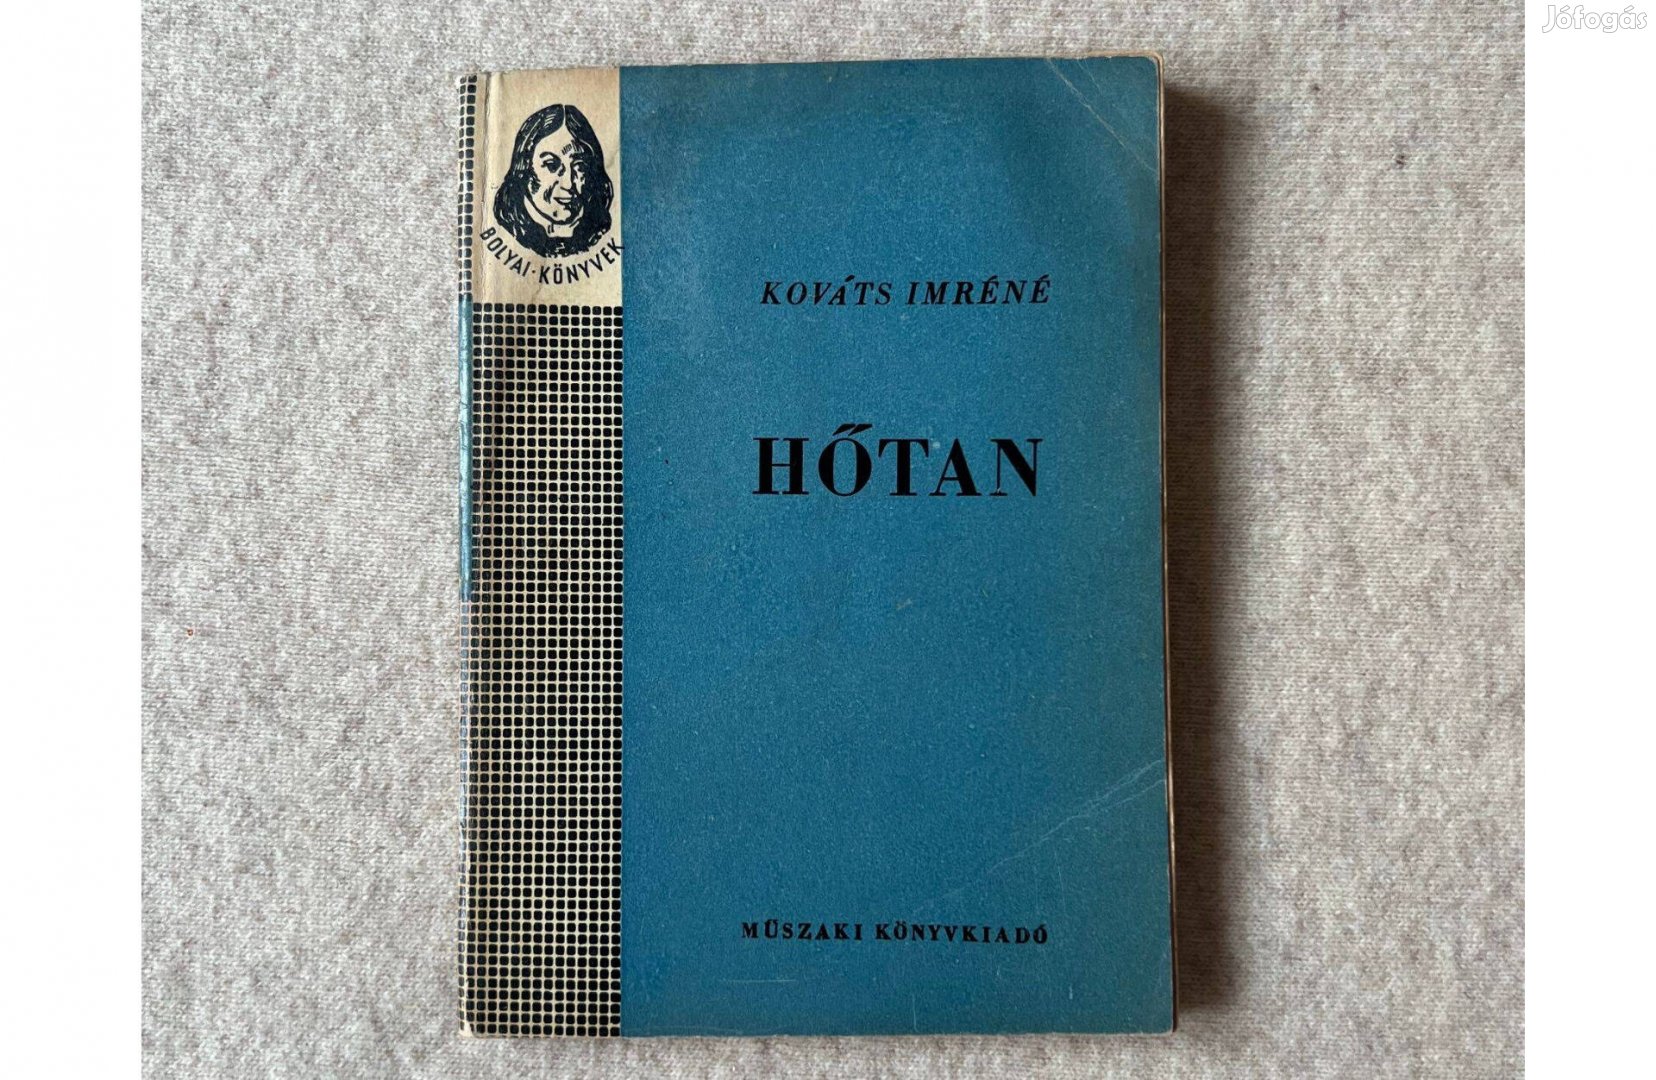 Jófogás
BOLYAI-KÖNYVEK
KOVÁTS IMRÉNÉ
HŐTAN
MŰSZAKI KÖNYVKIADÓ